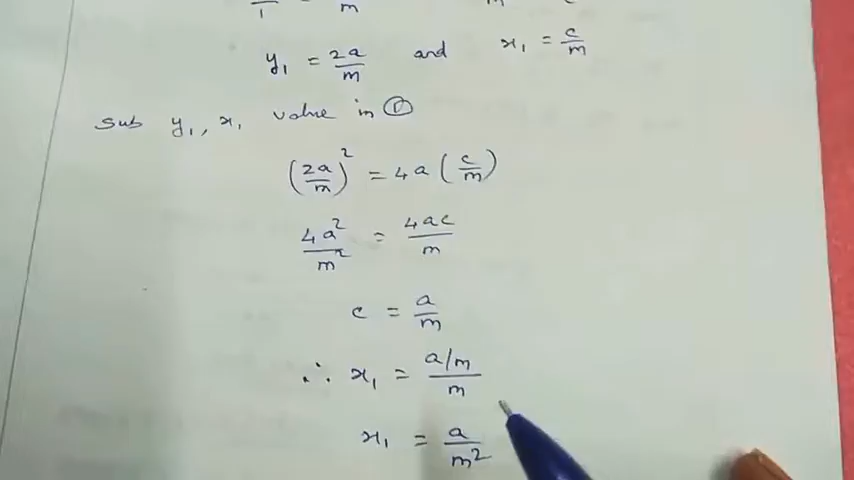 y₁ = 2a/m and x₁ = c/m
Sub y₁, x₁ value in ①
(2a/m)² = 4a (c/m)
4a²/m² = 4ac/m
c = a/m
∴ x₁ = a/m / m
x₁ = a/m²